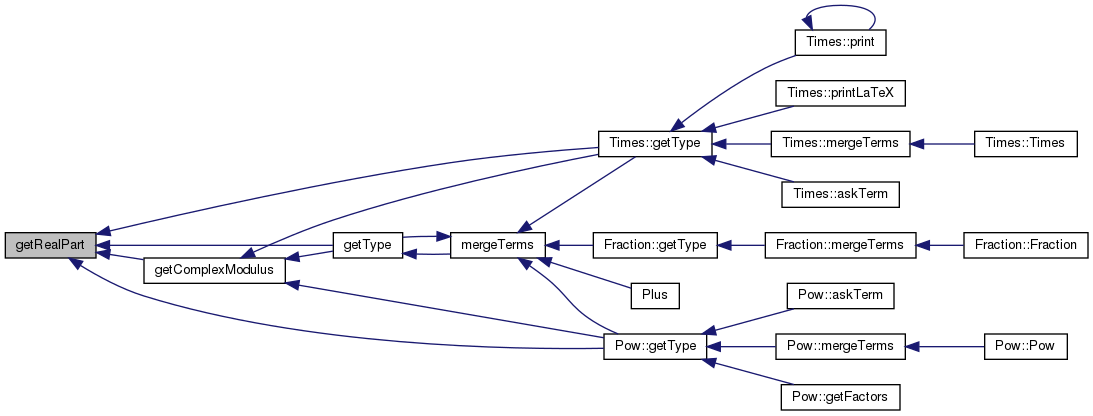 Times::print
Times::printLaTeX
Times::getType
Times::mergeTerms
Times::Times
Times::askTerm
getRealPart
getType
mergeTerms
Fraction::getType
Fraction::mergeTerms
Fraction::Fraction
getComplexModulus
Plus
Pow::askTerm
Pow::getType
Pow::mergeTerms
Pow::Pow
Pow::getFactors